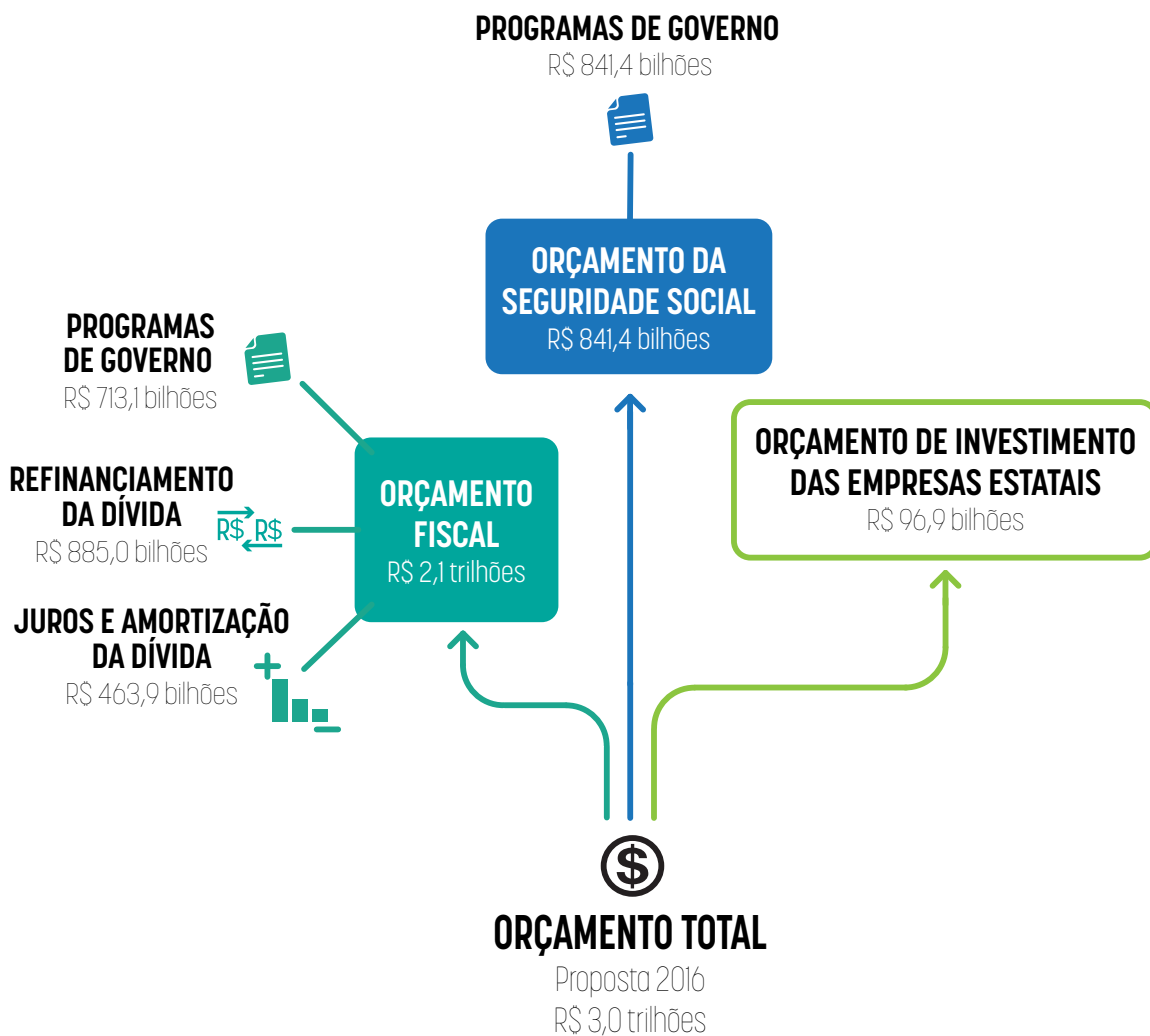 PROGRAMAS DE GOVERNO
R$ 841,4 bilhões
ORÇAMENTO DA
SEGURIDADE SOCIAL
R$ 841,4 bilhões
PROGRAMAS
DE GOVERNO
R$ 713,1 bilhões
REFINANCIAMENTO
DA DÍVIDA
R$ 885,0 bilhões
R$ R$
JUROS E AMORTIZAÇÃO
DA DÍVIDA
R$ 463,9 bilhões
ORÇAMENTO
FISCAL
R$ 2,1 trilhões
ORÇAMENTO DE INVESTIMENTO
DAS EMPRESAS ESTATAIS
R$ 96,9 bilhões
$
ORÇAMENTO TOTAL
Proposta 2016
R$ 3,0 trilhões